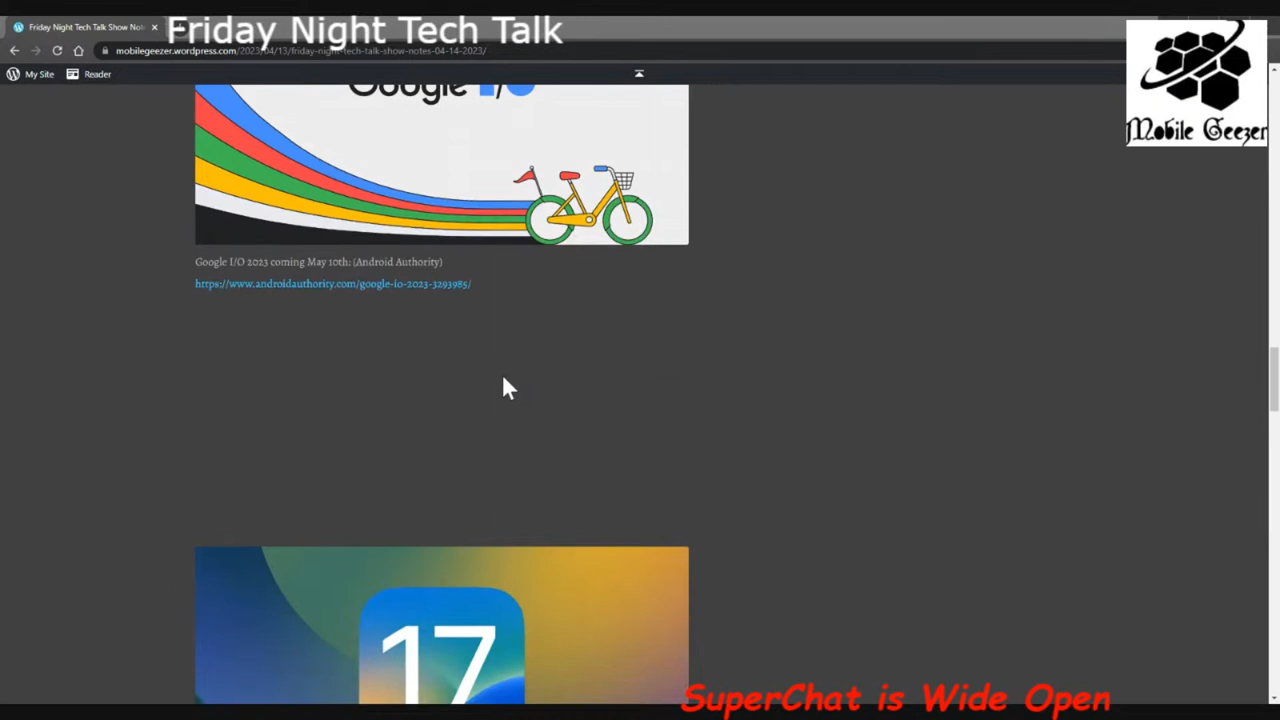 Friday Night Tech Talk Show Not
Friday Night Tech Talk
mobilegeezer.wordpress.com/2023/04/13/friday-night-tech-talk-show-notes-04-14-2023/
My Site
Reader
Mobile Geezer
Google I/O
Google I/O 2023 coming May 10th: (Android Authority)
https://www.androidauthority.com/google-io-2023-3293985/
17
SuperChat is Wide Open